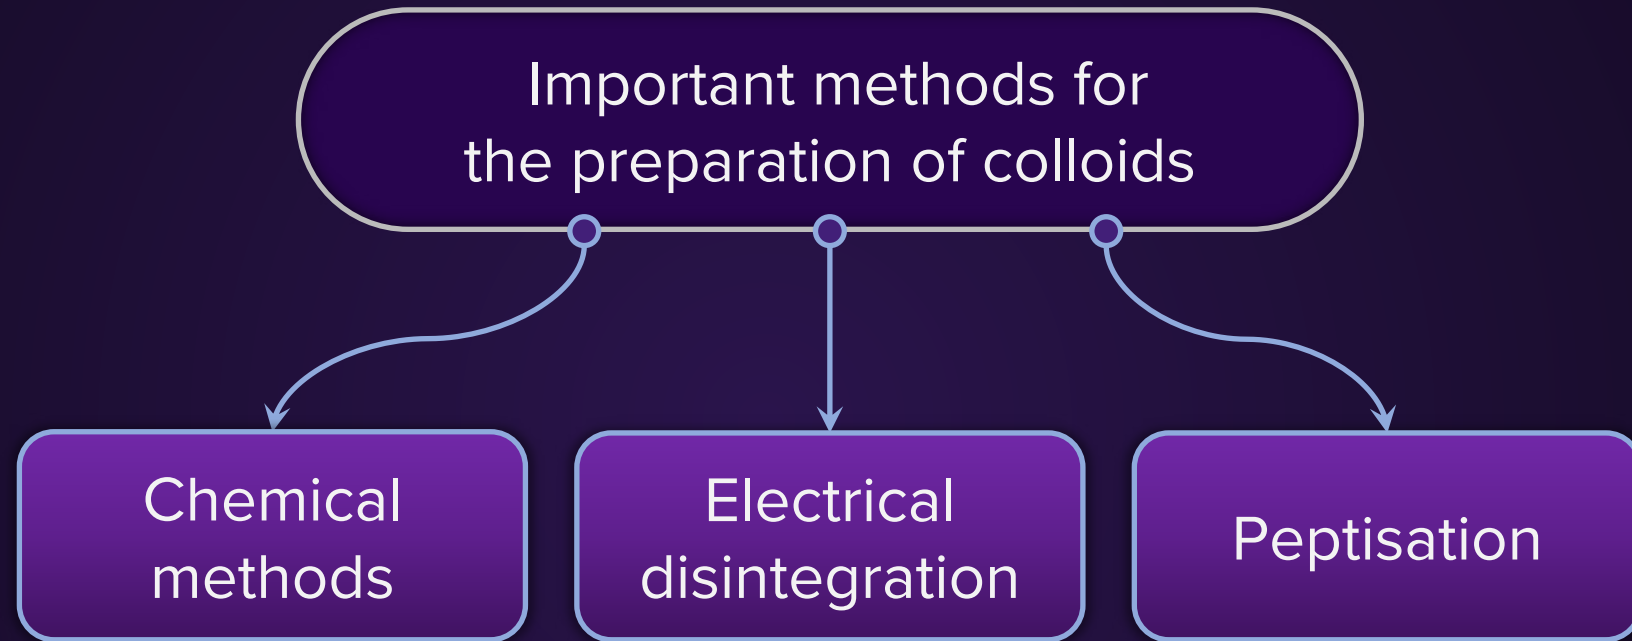 Important methods for
the preparation of colloids
Chemical
methods
Electrical
disintegration
Peptisation